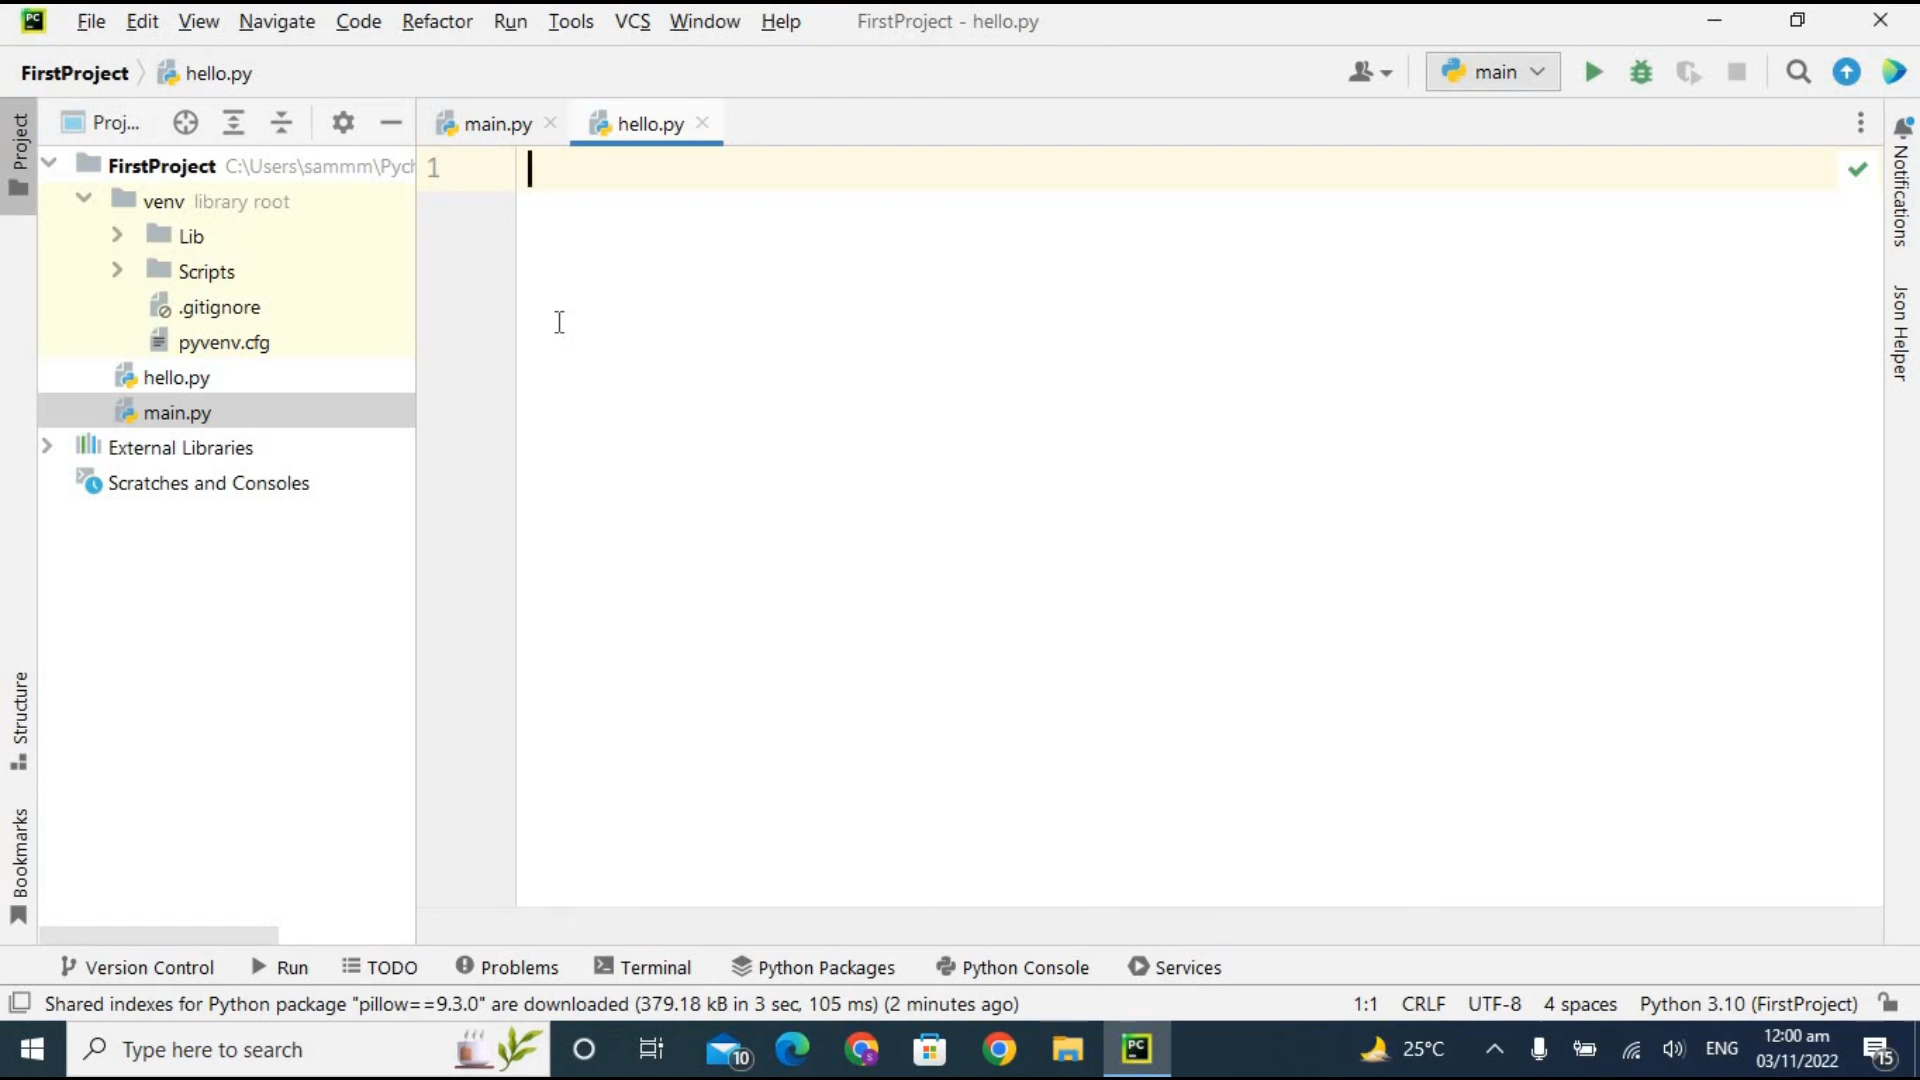 PC File Edit View Navigate Code Refactor Run Tools VCS Window Help FirstProject - hello.py
FirstProject hello.py main
Project
Proj...
main.py hello.py
FirstProject C:\Users\sammm\Pych
1
venv library root
Lib
Scripts
.gitignore
pyvenv.cfg
hello.py
main.py
External Libraries
Scratches and Consoles
Notifications
Json Helper
Structure
Bookmarks
Version Control Run TODO Problems Terminal Python Packages Python Console Services
Shared indexes for Python package "pillow==9.3.0" are downloaded (379.18 kB in 3 sec, 105 ms) (2 minutes ago) 1:1 CRLF UTF-8 4 spaces Python 3.10 (FirstProject)
Type here to search 10 s PC 25°C ENG 12:00 am
03/11/2022 15